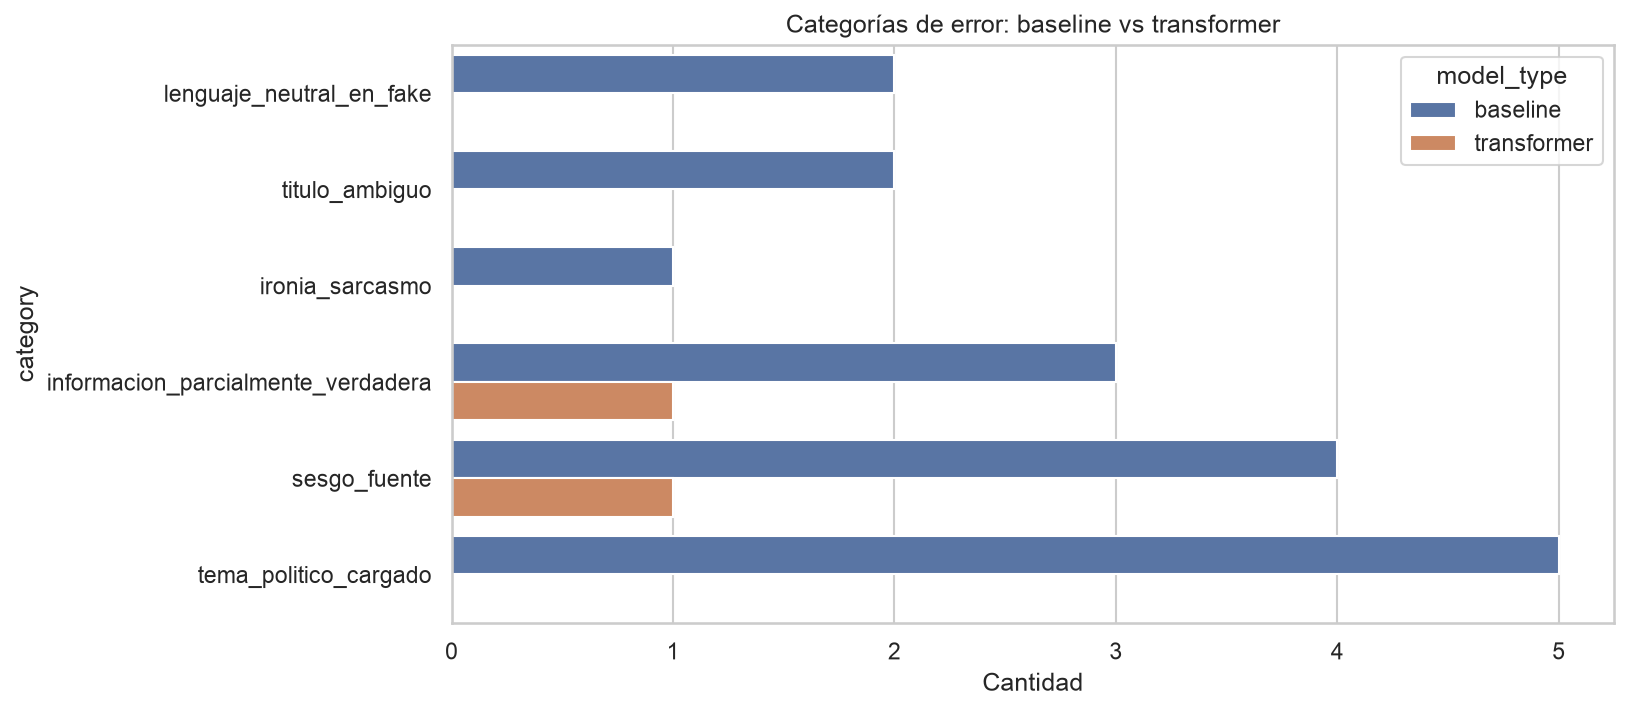 Categorías de error: baseline vs transformer
model_type
baseline
transformer
category
lenguaje_neutral_en_fake
titulo_ambiguo
ironia_sarcasmo
informacion_parcialmente_verdadera
sesgo_fuente
tema_politico_cargado
0 1 2 3 4 5
Cantidad